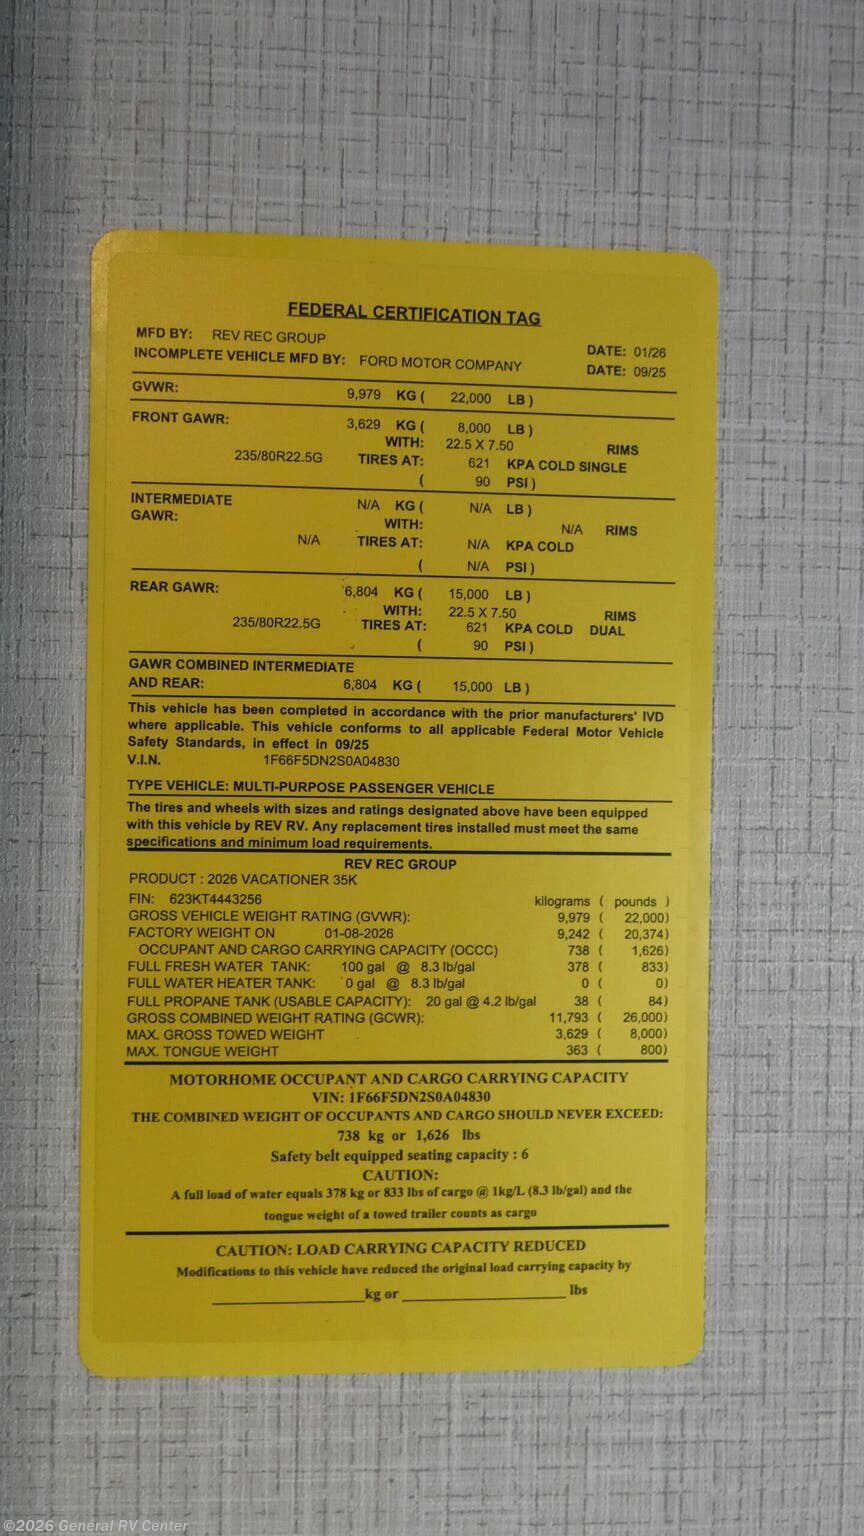 FEDERAL CERTIFICATION TAG
MFD BY: REV REC GROUP DATE: 01/26
INCOMPLETE VEHICLE MFD BY: FORD MOTOR COMPANY DATE: 09/25
GVWR: 9,979 KG ( 22,000 LB )
FRONT GAWR: 3,629 KG ( 8,000 LB )
WITH: 22.5 X 7.50 RIMS
235/80R22.5G TIRES AT: 621 KPA COLD SINGLE
( 90 PSI )
INTERMEDIATE N/A KG ( N/A LB )
GAWR: WITH: N/A RIMS
N/A TIRES AT: N/A KPA COLD
( N/A PSI )
REAR GAWR: 6,804 KG ( 15,000 LB )
WITH: 22.5 X 7.50 RIMS
235/80R22.5G TIRES AT: 621 KPA COLD DUAL
( 90 PSI )
GAWR COMBINED INTERMEDIATE
AND REAR: 6,804 KG ( 15,000 LB )
This vehicle has been completed in accordance with the prior manufacturers' IVD
where applicable. This vehicle conforms to all applicable Federal Motor Vehicle
Safety Standards, in effect in 09/25
V.I.N. 1F66F5DN2S0A04830
TYPE VEHICLE: MULTI-PURPOSE PASSENGER VEHICLE
The tires and wheels with sizes and ratings designated above have been equipped
with this vehicle by REV RV. Any replacement tires installed must meet the same
specifications and minimum load requirements.
REV REC GROUP
PRODUCT : 2026 VACATIONER 35K
FIN: 623KT4443256 kilograms ( pounds )
GROSS VEHICLE WEIGHT RATING (GVWR): 9,979 ( 22,000)
FACTORY WEIGHT ON 01-08-2026 9,242 ( 20,374)
OCCUPANT AND CARGO CARRYING CAPACITY (OCCC) 738 ( 1,626)
FULL FRESH WATER TANK: 100 gal @ 8.3 lb/gal 378 ( 833)
FULL WATER HEATER TANK: 0 gal @ 8.3 lb/gal 0 ( 0)
FULL PROPANE TANK (USABLE CAPACITY): 20 gal @ 4.2 lb/gal 38 ( 84)
GROSS COMBINED WEIGHT RATING (GCWR): 11,793 ( 26,000)
MAX. GROSS TOWED WEIGHT 3,629 ( 8,000)
MAX. TONGUE WEIGHT 363 ( 800)
MOTORHOME OCCUPANT AND CARGO CARRYING CAPACITY
VIN: 1F66F5DN2S0A04830
THE COMBINED WEIGHT OF OCCUPANTS AND CARGO SHOULD NEVER EXCEED:
738 kg or 1,626 lbs
Safety belt equipped seating capacity : 6
CAUTION:
A full load of water equals 378 kg or 833 lbs of cargo @ 1kg/L (8.3 lb/gal) and the
tongue weight of a towed trailer counts as cargo
CAUTION: LOAD CARRYING CAPACITY REDUCED
Modifications to this vehicle have reduced the original load carrying capacity by
____________________kg or ____________________ lbs
©2026 General RV Center